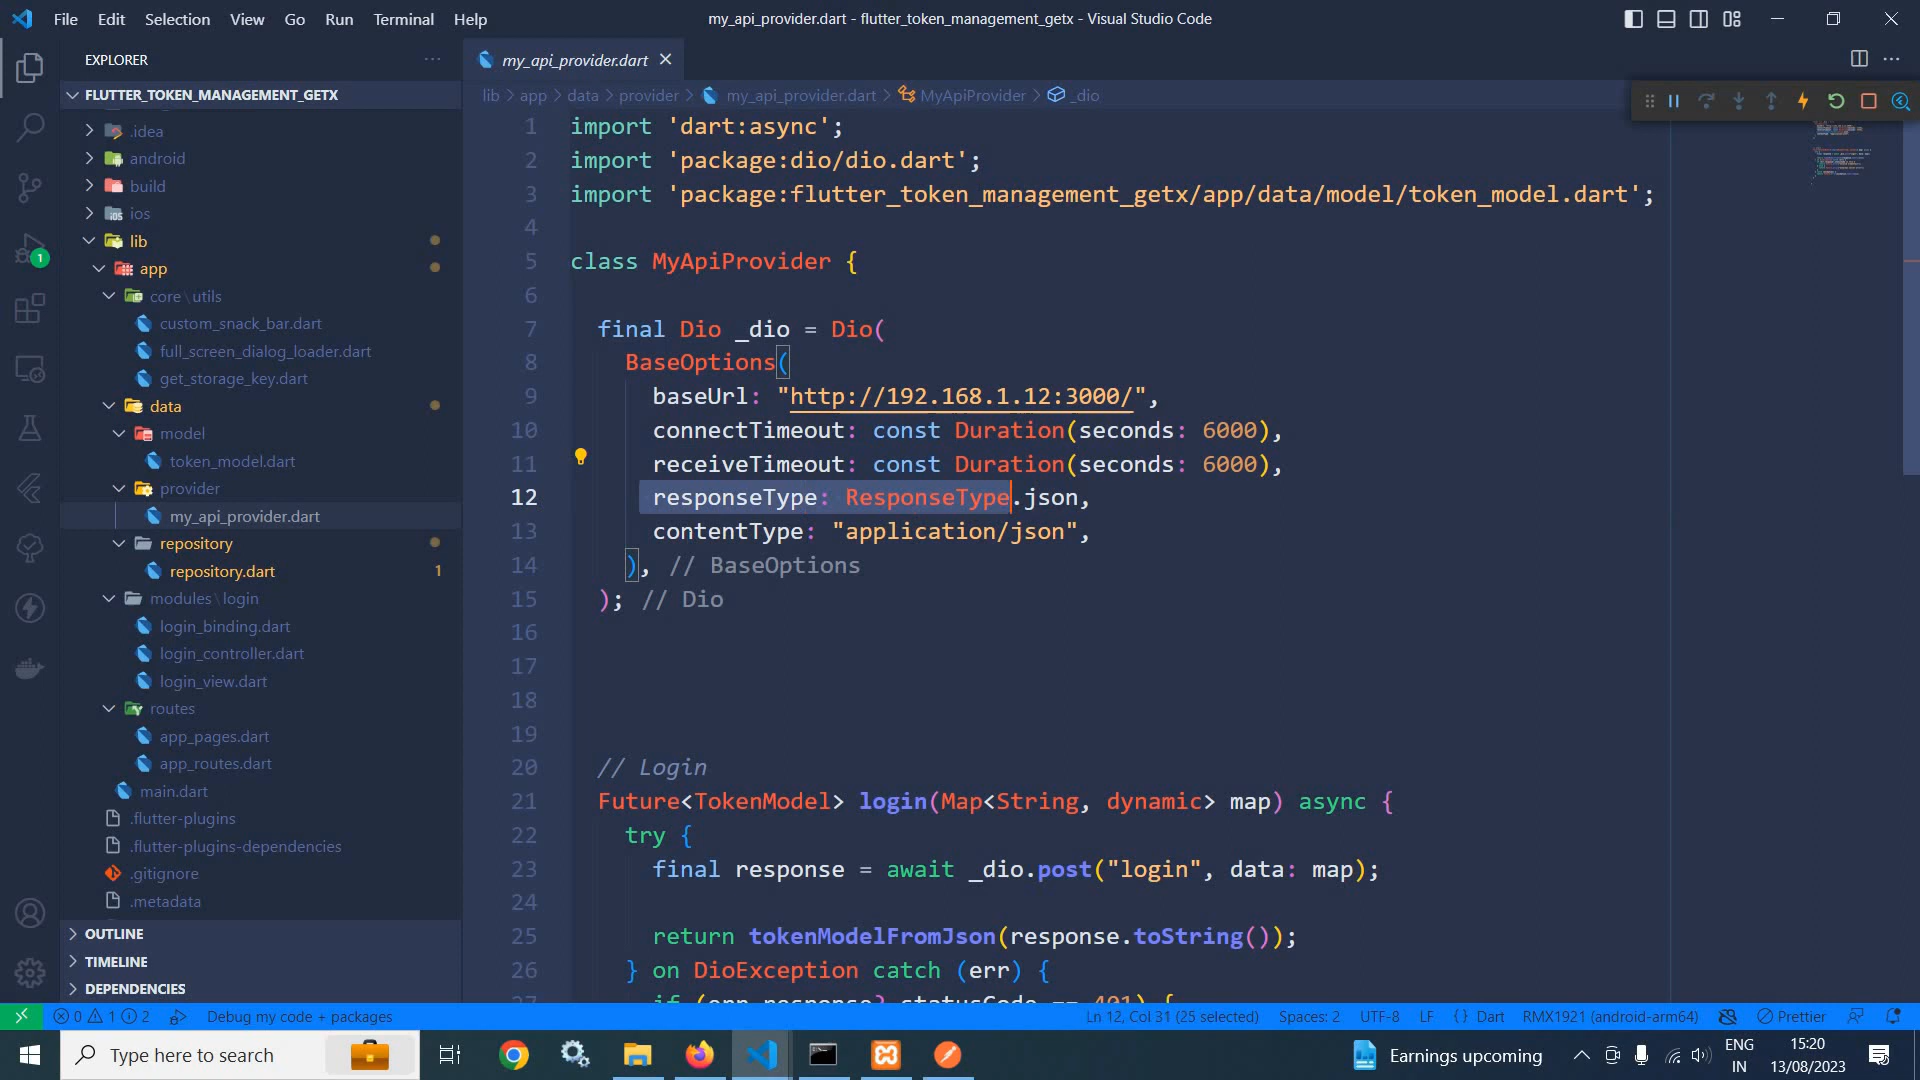 File Edit Selection View Go Run Terminal Help
my_api_provider.dart - flutter_token_management_getx - Visual Studio Code
EXPLORER
FLUTTER_TOKEN_MANAGEMENT_GETX
.idea
android
build
ios
lib
app
core\utils
custom_snack_bar.dart
full_screen_dialog_loader.dart
get_storage_key.dart
data
model
token_model.dart
provider
my_api_provider.dart
repository
repository.dart 1
modules\login
login_binding.dart
login_controller.dart
login_view.dart
routes
app_pages.dart
app_routes.dart
main.dart
.flutter-plugins
.flutter-plugins-dependencies
.gitignore
.metadata
OUTLINE
TIMELINE
DEPENDENCIES
1
my_api_provider.dart
lib > app > data > provider > my_api_provider.dart > MyApiProvider > _dio
1 import 'dart:async';
2 import 'package:dio/dio.dart';
3 import 'package:flutter_token_management_getx/app/data/model/token_model.dart';
4
5 class MyApiProvider {
6
7 final Dio _dio = Dio(
8 BaseOptions(
9 baseUrl: "http://192.168.1.12:3000/",
10 connectTimeout: const Duration(seconds: 6000),
11 receiveTimeout: const Duration(seconds: 6000),
12 responseType: ResponseType.json,
13 contentType: "application/json",
14 ), // BaseOptions
15 ); // Dio
16
17
18
19
20 // Login
21 Future<TokenModel> login(Map<String, dynamic> map) async {
22 try {
23 final response = await _dio.post("login", data: map);
24
25 return tokenModelFromJson(response.toString());
26 } on DioException catch (err) {
0 1 2 Debug my code + packages
Ln 12, Col 31 (25 selected) Spaces: 2 UTF-8 LF {} Dart RMX1921 (android-arm64) Prettier
Type here to search
Earnings upcoming
ENG
IN
15:20
13/08/2023